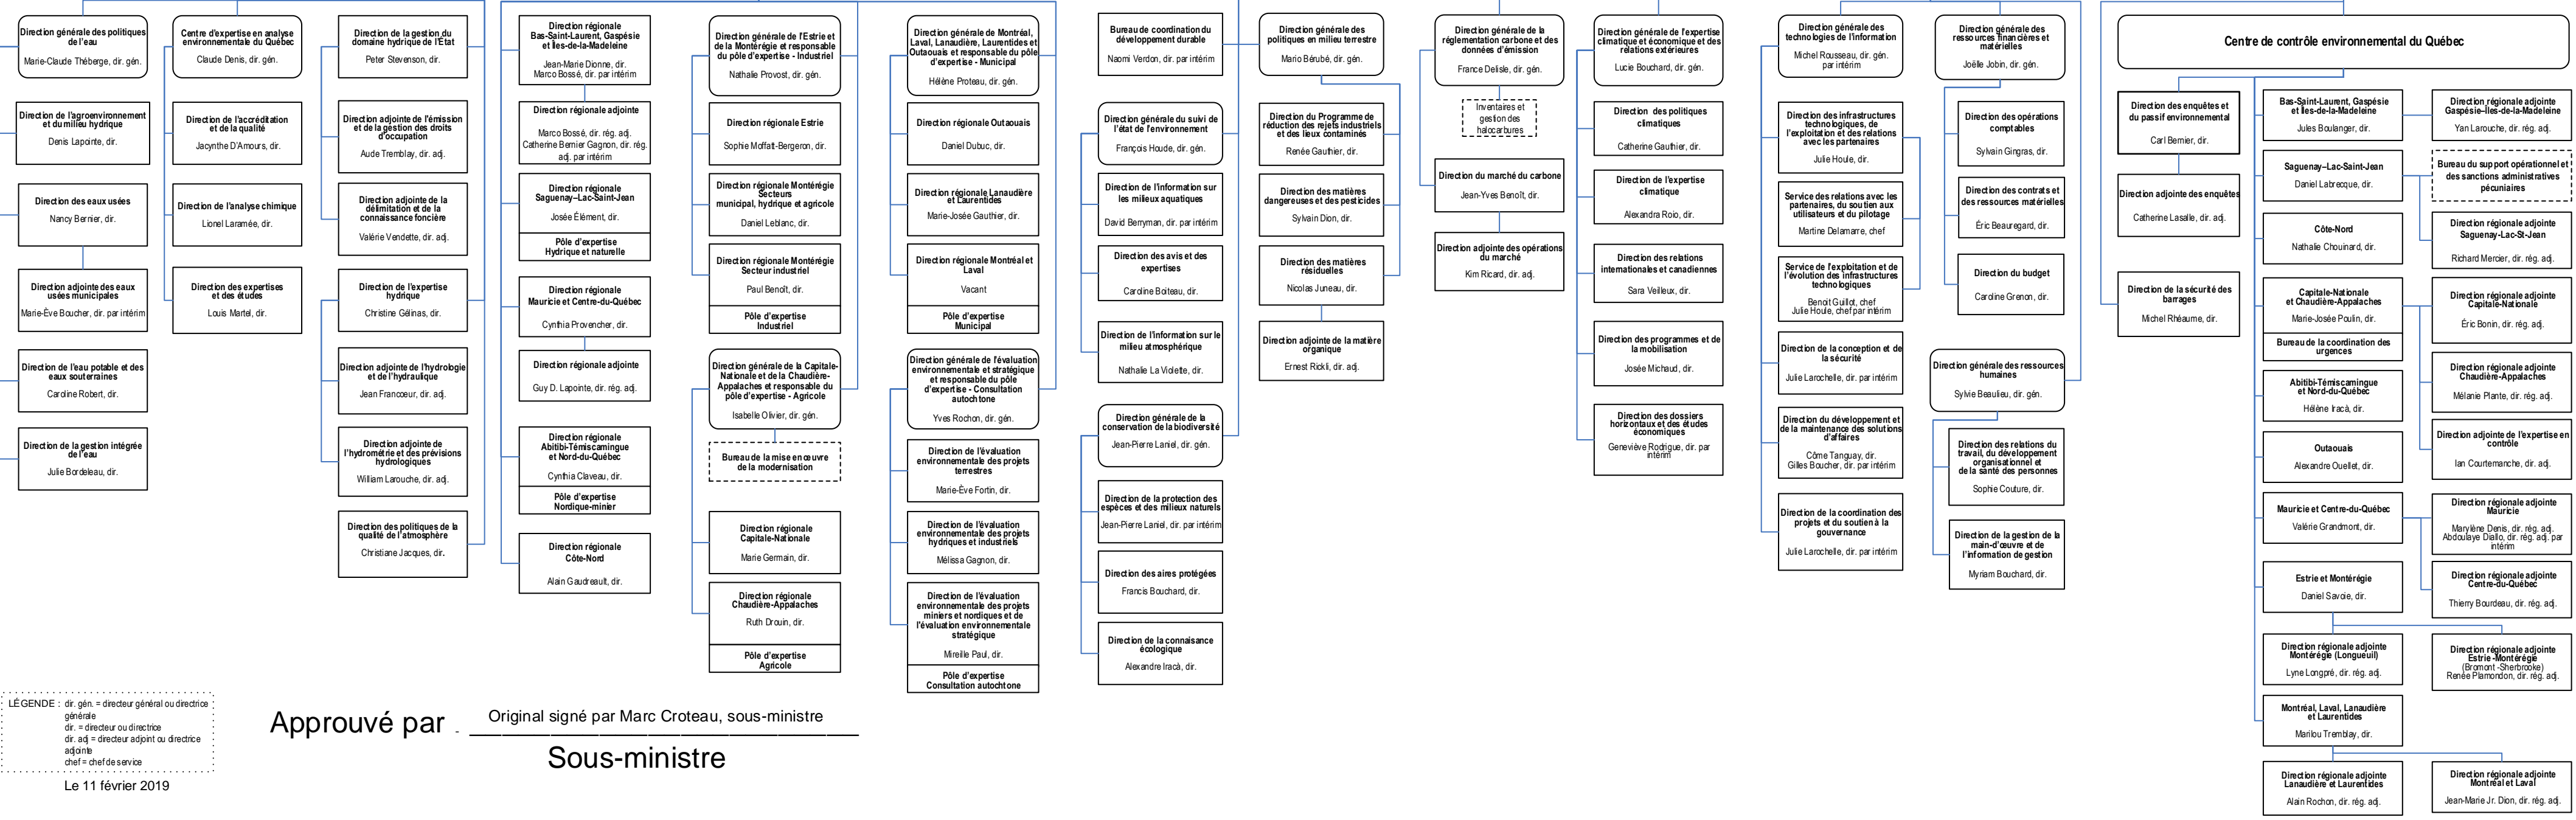 Direction générale des politiques
de l'eau
Marie-Claude Théberge, dir. gén.
Direction de l'agroenvironnement
et du milieu hydrique
Denis Lapointe, dir.
Direction des eaux usées
Nancy Bernier, dir.
Direction adjointe des eaux
usées municipales
Marie-Ève Boucher, dir. par intérim
Direction de l'eau potable et des
eaux souterraines
Caroline Robert, dir.
Direction de la gestion intégrée
de l'eau
Julie Bordeleau, dir.
Centre d'expertise en analyse
environnementale du Québec
Claude Denis, dir. gén.
Direction de l'accréditation
et de la qualité
Jacynthe D'Amours, dir.
Direction de l'analyse chimique
Lionel Laramée, dir.
Direction des expertises
et des études
Louis Martel, dir.
Direction de la gestion du
domaine hydrique de l'État
Peter Stevenson, dir.
Direction adjointe de l'émission
et de la gestion des droits
d'occupation
Aude Tremblay, dir. adj.
Direction adjointe de la
délimitation et de la
connaissance foncière
Valérie Vendette, dir. adj.
Direction de l'expertise
hydrique
Christine Gélinas, dir.
Direction adjointe de l'hydrologie
et de l'hydraulique
Jean Francoeur, dir. adj.
Direction adjointe de
l'hydrométrie et des prévisions
hydrologiques
William Larouche, dir. adj.
Direction des politiques de la
qualité de l'atmosphère
Christiane Jacques, dir.
Direction régionale
Bas-Saint-Laurent, Gaspésie
et Îles-de-la-Madeleine
Jean-Marie Dionne, dir.
Marco Bossé, dir. par intérim
Direction régionale adjointe
Marco Bossé, dir. rég. adj.
Catherine Bernier Gagnon, dir. rég.
adj. par intérim
Direction régionale
Saguenay–Lac-Saint-Jean
Josée Élément, dir.
Pôle d'expertise
Hydrique et naturelle
Direction régionale
Mauricie et Centre-du-Québec
Cynthia Provencher, dir.
Direction régionale adjointe
Guy D. Lapointe, dir. rég. adj.
Direction régionale
Abitibi-Témiscamingue
et Nord-du-Québec
Cynthia Claveau, dir.
Pôle d'expertise
Nordique-minier
Direction régionale
Côte-Nord
Alain Gaudreault, dir.
Direction générale de l'Estrie et
de la Montérégie et responsable
du pôle d'expertise - Industriel
Nathalie Provost, dir. gén.
Direction régionale Estrie
Sophie Moffatt-Bergeron, dir.
Direction régionale Montérégie
Secteurs
municipal, hydrique et agricole
Daniel Leblanc, dir.
Direction régionale Montérégie
Secteur industriel
Paul Benoît, dir.
Pôle d'expertise
Industriel
Direction générale de la Capitale-
Nationale et de la Chaudière-
Appalaches et responsable du
pôle d'expertise - Agricole
Isabelle Olivier, dir. gén.
Bureau de la mise en œuvre
de la modernisation
Direction régionale
Capitale-Nationale
Marie Germain, dir.
Direction régionale
Chaudière-Appalaches
Ruth Drouin, dir.
Pôle d'expertise
Agricole
Direction générale de Montréal,
Laval, Lanaudière, Laurentides et
Outaouais et responsable du pôle
d'expertise - Municipal
Hélène Proteau, dir. gén.
Direction régionale Outaouais
Daniel Dubuc, dir.
Direction régionale Lanaudière
et Laurentides
Marie-Josée Gauthier, dir.
Direction régionale Montréal et
Laval
Vacant
Pôle d'expertise
Municipal
Direction générale de l'évaluation
environnementale et stratégique
et responsable du pôle
d'expertise - Consultation
autochtone
Yves Rochon, dir. gén.
Direction de l'évaluation
environnementale des projets
terrestres
Marie-Ève Fortin, dir.
Direction de l'évaluation
environnementale des projets
hydriques et industriels
Mélissa Gagnon, dir.
Direction de l'évaluation
environnementale des projets
miniers et nordiques et de
l'évaluation environnementale
stratégique
Mireille Paul, dir.
Pôle d'expertise
Consultation autochtone
Bureau de coordination du
développement durable
Naomi Verdon, dir. par intérim
Direction générale du suivi de
l'état de l'environnement
François Houde, dir. gén.
Direction de l'information sur
les milieux aquatiques
David Berryman, dir. par intérim
Direction des avis et des
expertises
Caroline Boiteau, dir.
Direction de l'information sur le
milieu atmosphérique
Nathalie La Violette, dir.
Direction générale de la
conservation de la biodiversité
Jean-Pierre Laniel, dir. gén.
Direction de la protection des
espèces et des milieux naturels
Jean-Pierre Laniel, dir. par intérim
Direction des aires protégées
Francis Bouchard, dir.
Direction de la connaisance
écologique
Alexandre Iracà, dir.
Direction générale des
politiques en milieu terrestre
Mario Bérubé, dir. gén.
Direction du Programme de
réduction des rejets industriels
et des lieux contaminés
Renée Gauthier, dir.
Direction des matières
dangereuses et des pesticides
Sylvain Dion, dir.
Direction des matières
résiduelles
Nicolas Juneau, dir.
Direction adjointe de la matière
organique
Ernest Rickli, dir. adj.
Direction générale de la
réglementation carbone et des
données d'émission
France Delisle, dir. gén.
Inventaires et
gestion des
halocarbures
Direction du marché du carbone
Jean-Yves Benoît, dir.
Direction adjointe des opérations
du marché
Kim Ricard, dir. adj.
Direction générale de l'expertise
climatique et économique et des
relations extérieures
Lucie Bouchard, dir. gén.
Direction des politiques
climatiques
Catherine Gauthier, dir.
Direction de l'expertise
climatique
Alexandra Roio, dir.
Direction des relations
internationales et canadiennes
Sara Veilleux, dir.
Direction des programmes et de
la mobilisation
Josée Michaud, dir.
Direction des dossiers
horizontaux et des études
économiques
Geneviève Rodrigue, dir. par
intérim
Direction générale des
technologies de l'information
Michel Rousseau, dir. gén.
par intérim
Direction des infrastructures
technologiques, de
l'exploitation et des relations
avec les partenaires
Julie Houle, dir.
Service des relations avec les
partenaires, du soutien aux
utilisateurs et du pilotage
Martine Delamarre, chef
Service de l'exploitation et de
l'évolution des infrastructures
technologiques
Benoit Guillot, chef
Julie Houle, chef par intérim
Direction de la conception et de
la sécurité
Julie Larochelle, dir. par intérim
Direction du développement et
de la maintenance des solutions
d'affaires
Côme Tanguay, dir.
Gilles Boucher, dir. par intérim
Direction de la coordination des
projets et du soutien à la
gouvernance
Julie Larochelle, dir. par intérim
Direction générale des
ressources financières et
matérielles
Joëlle Jobin, dir. gén.
Direction des opérations
comptables
Sylvain Gingras, dir.
Direction des contrats et
des ressources matérielles
Éric Beauregard, dir.
Direction du budget
Caroline Grenon, dir.
Direction générale des ressources
humaines
Sylvie Beaulieu, dir. gén.
Direction des relations du
travail, du développement
organisationnel et
de la santé des personnes
Sophie Couture, dir.
Direction de la gestion de la
main-d'œuvre et de
l'information de gestion
Myriam Bouchard, dir.
Centre de contrôle environnemental du Québec
Direction des enquêtes et
du passif environnemental
Carl Bernier, dir.
Direction adjointe des enquêtes
Catherine Lasalle, dir. adj.
Direction de la sécurité des
barrages
Michel Rhéaume, dir.
Bas-Saint-Laurent, Gaspésie
et Îles-de-la-Madeleine
Jules Boulanger, dir.
Saguenay–Lac-Saint-Jean
Daniel Labrecque, dir.
Côte-Nord
Nathalie Chouinard, dir.
Capitale-Nationale
et Chaudière-Appalaches
Marie-Josée Poulin, dir.
Bureau de la coordination des
urgences
Abitibi-Témiscamingue
et Nord-du-Québec
Hélène Iracà, dir.
Outaouais
Alexandre Ouellet, dir.
Mauricie et Centre-du-Québec
Valérie Grandmont, dir.
Estrie et Montérégie
Daniel Savoie, dir.
Direction régionale adjointe
Montérégie (Longueuil)
Lyne Longpré, dir. rég. adj.
Montréal, Laval, Lanaudière
et Laurentides
Marilou Tremblay, dir.
Direction régionale adjointe
Lanaudière et Laurentides
Alain Rochon, dir. rég. adj.
Direction régionale adjointe
Gaspésie–Îles-de-la-Madeleine
Yan Larouche, dir. rég. adj.
Bureau du support opérationnel et
des sanctions administratives
pécuniaires
Direction régionale adjointe
Saguenay-Lac-St-Jean
Richard Mercier, dir. rég. adj.
Direction régionale adjointe
Capitale-Nationale
Éric Bonin, dir. rég. adj.
Direction régionale adjointe
Chaudière-Appalaches
Mélanie Plante, dir. rég. adj.
Direction adjointe de l'expertise en
contrôle
Ian Courtemanche, dir. adj.
Direction régionale adjointe
Mauricie
Marylène Denis, dir. rég. adj.
Abdoulaye Diallo, dir. rég. adj. par
intérim
Direction régionale adjointe
Centre-du-Québec
Thierry Bourdeau, dir. rég. adj.
Direction régionale adjointe
Estrie -Montérégie
(Bromont -Sherbrooke)
Renée Plamondon, dir. rég. adj.
Direction régionale adjointe
Montréal et Laval
Jean-Marie Jr. Dion, dir. rég. adj.
LÉGENDE : dir. gén. = directeur général ou directrice
générale
dir. = directeur ou directrice
dir. adj = directeur adjoint ou directrice
adjointe
chef = chef de service
Le 11 février 2019
Approuvé par
Original signé par Marc Croteau, sous-ministre
Sous-ministre